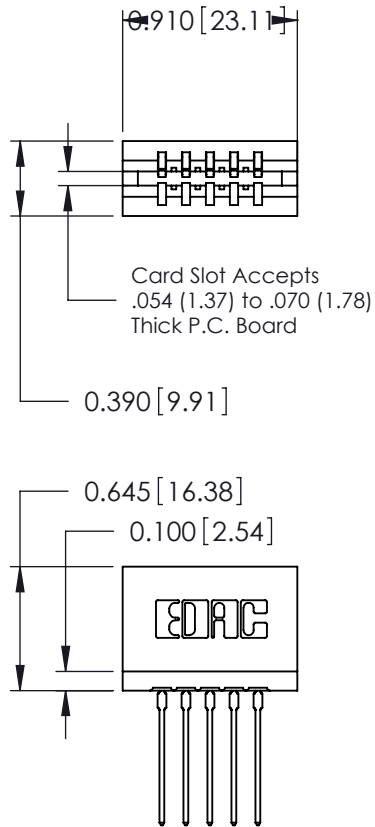 0.910 [23.11]
Card Slot Accepts
.054 (1.37) to .070 (1.78)
Thick P.C. Board
0.390 [9.91]
0.645 [16.38]
0.100 [2.54]
EDAC